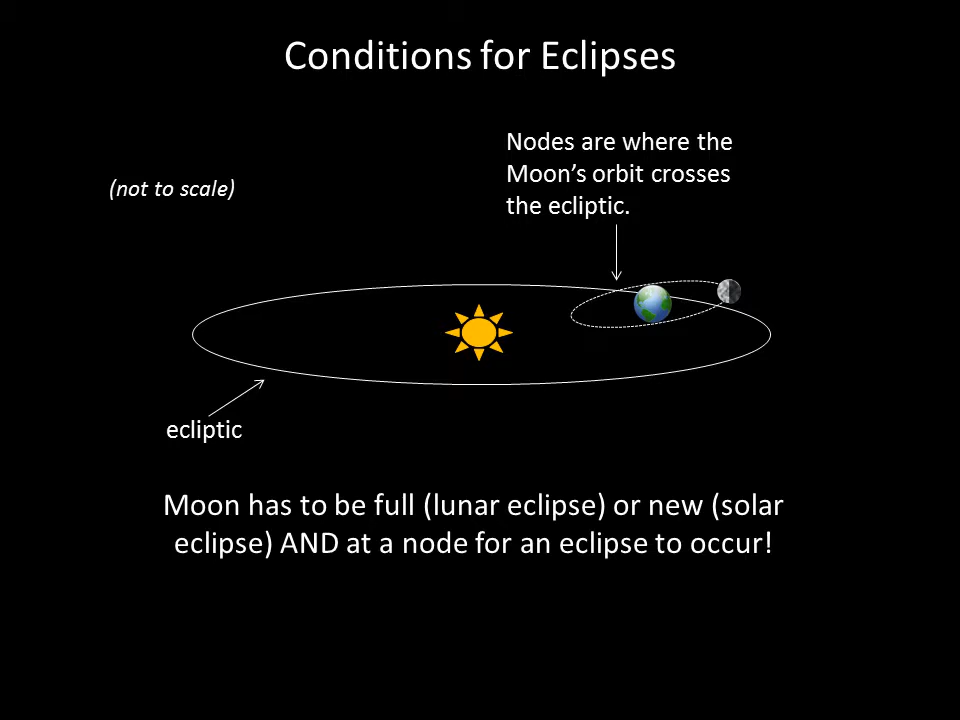 Conditions for Eclipses
Nodes are where the
Moon’s orbit crosses
the ecliptic.
(not to scale)
ecliptic
Moon has to be full (lunar eclipse) or new (solar
eclipse) AND at a node for an eclipse to occur!